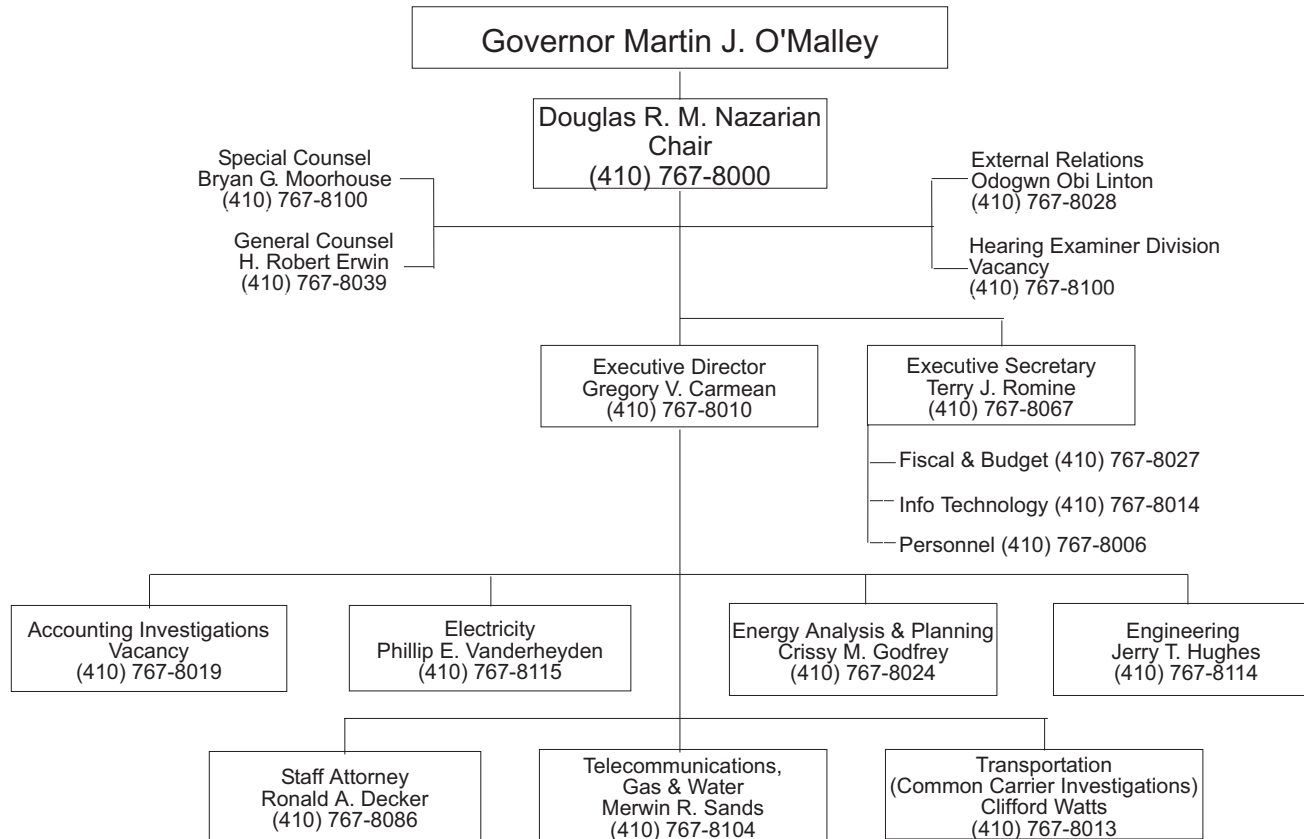 Governor Martin J. O'Malley
Douglas R. M. Nazarian
Chair
(410) 767-8000
Special Counsel
Bryan G. Moorhouse
(410) 767-8100
General Counsel
H. Robert Erwin
(410) 767-8039
External Relations
Odogwn Obi Linton
(410) 767-8028
Hearing Examiner Division
Vacancy
(410) 767-8100
Executive Director
Gregory V. Carmean
(410) 767-8010
Executive Secretary
Terry J. Romine
(410) 767-8067
Fiscal & Budget (410) 767-8027
Info Technology (410) 767-8014
Personnel (410) 767-8006
Accounting Investigations
Vacancy
(410) 767-8019
Electricity
Phillip E. Vanderheyden
(410) 767-8115
Energy Analysis & Planning
Crissy M. Godfrey
(410) 767-8024
Engineering
Jerry T. Hughes
(410) 767-8114
Staff Attorney
Ronald A. Decker
(410) 767-8086
Telecommunications,
Gas & Water
Merwin R. Sands
(410) 767-8104
Transportation
(Common Carrier Investigations)
Clifford Watts
(410) 767-8013